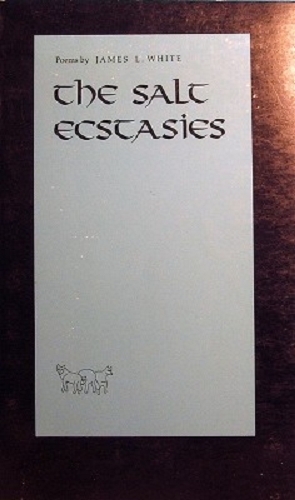 Poems by JAMES L. WHITE
the salt
ecstasies